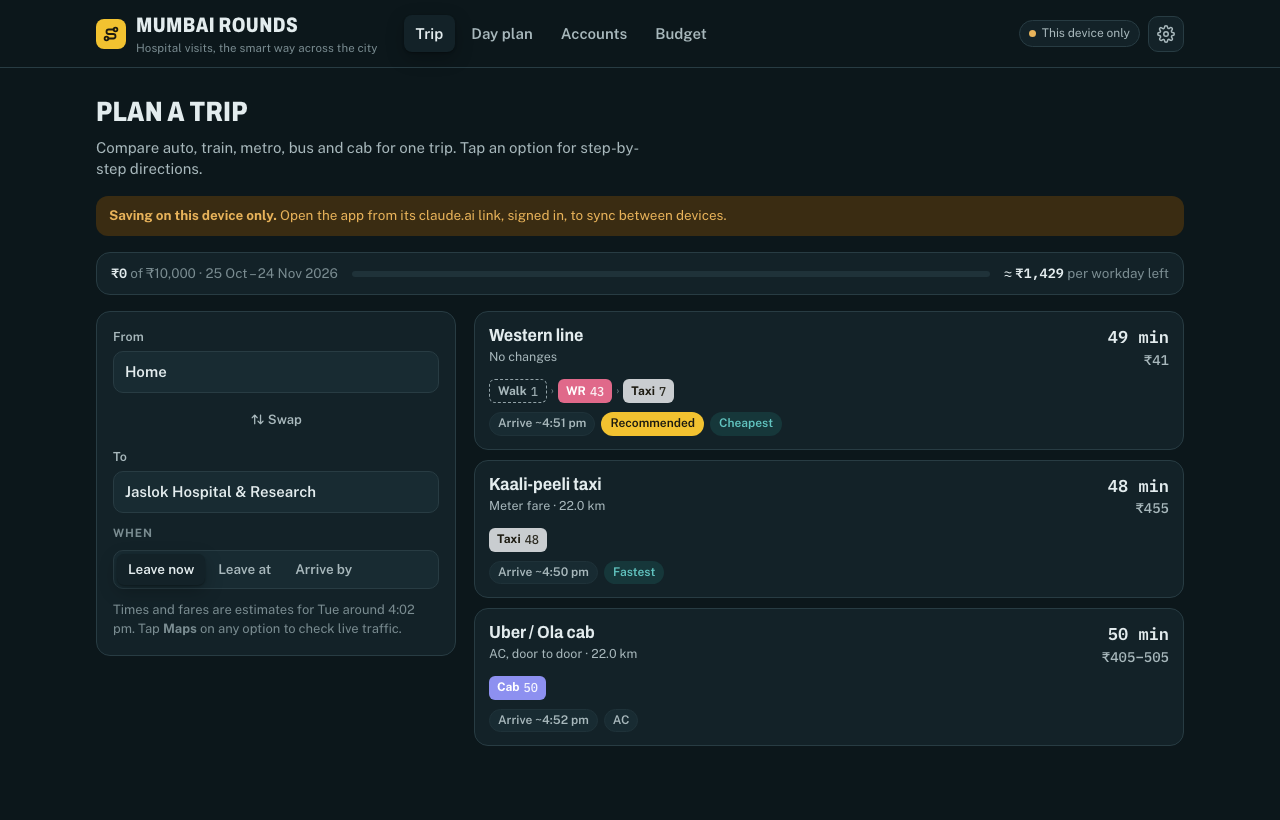 MUMBAI ROUNDS
Hospital visits, the smart way across the city
Trip
Day plan
Accounts
Budget
This device only
PLAN A TRIP
Compare auto, train, metro, bus and cab for one trip. Tap an option for step-by-
step directions.
Saving on this device only. Open the app from its claude.ai link, signed in, to sync between devices.
₹0 of ₹10,000 · 25 Oct – 24 Nov 2026
≈ ₹1,429 per workday left
From
Home
Swap
To
Jaslok Hospital & Research
WHEN
Leave now
Leave at
Arrive by
Times and fares are estimates for Tue around 4:02
pm. Tap Maps on any option to check live traffic.
Western line
49 min
No changes
₹41
Walk 1 › WR 43 › Taxi 7
Arrive ~4:51 pm
Recommended
Cheapest
Kaali-peeli taxi
48 min
Meter fare · 22.0 km
₹455
Taxi 48
Arrive ~4:50 pm
Fastest
Uber / Ola cab
50 min
AC, door to door · 22.0 km
₹405–505
Cab 50
Arrive ~4:52 pm
AC